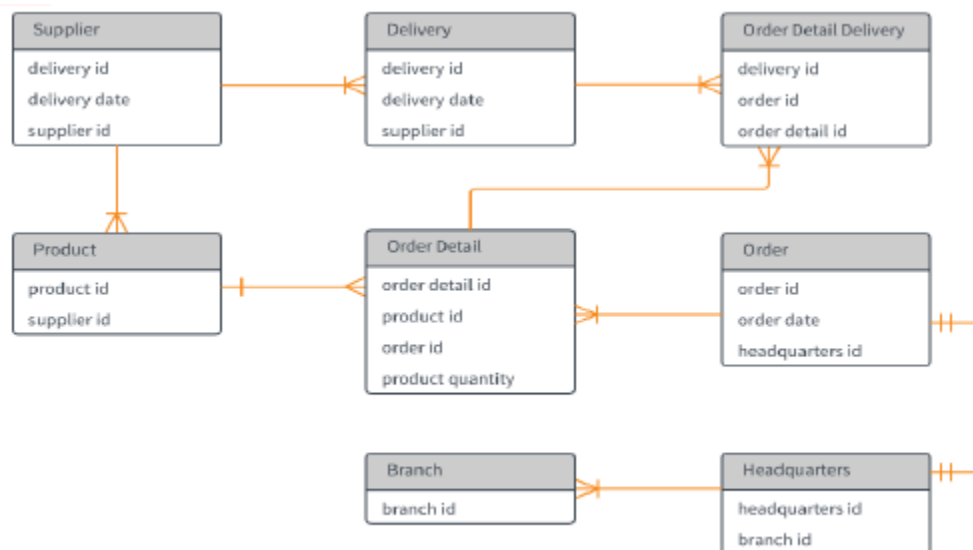 Supplier
delivery id
delivery date
supplier id
Delivery
delivery id
delivery date
supplier id
Order Detail Delivery
delivery id
order id
order detail id
Product
product id
supplier id
Order Detail
order detail id
product id
order id
product quantity
Order
order id
order date
headquarters id
Branch
branch id
Headquarters
headquarters id
branch id